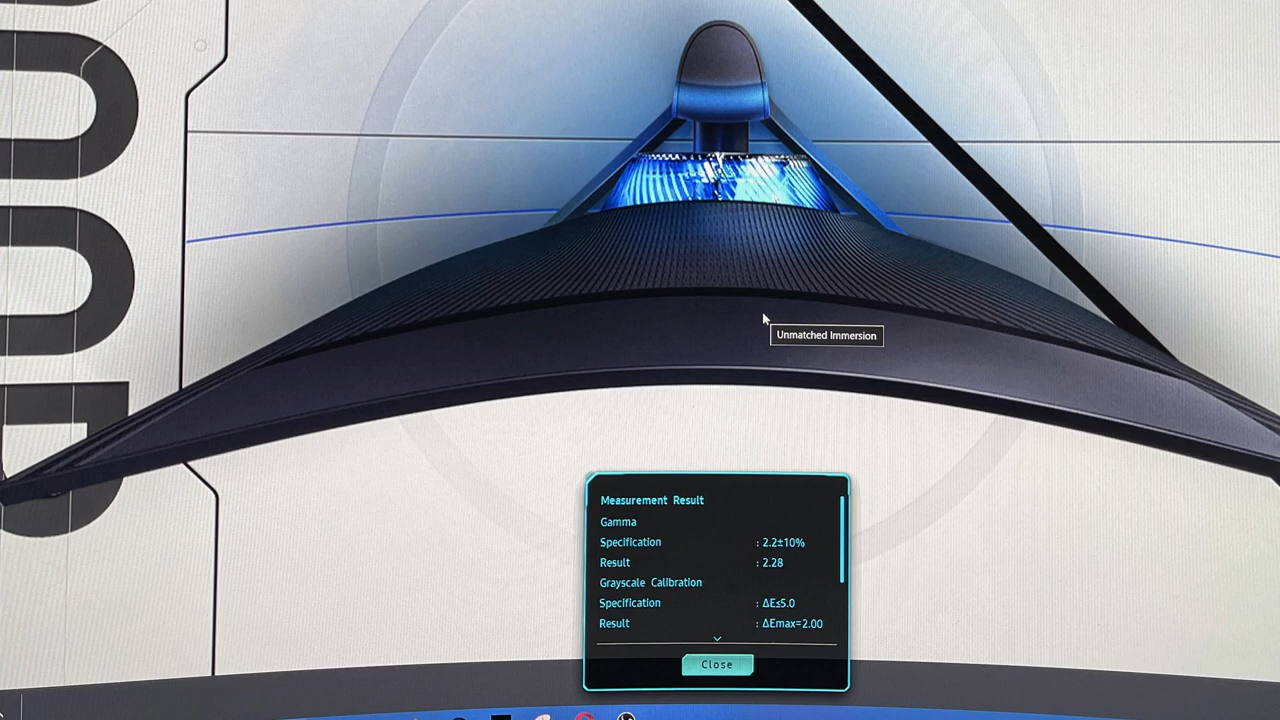 Unmatched Immersion
Measurement Result
Gamma
Specification : 2.2±10%
Result : 2.28
Grayscale Calibration
Specification : ΔE≤5.0
Result : ΔEmax=2.00
Close